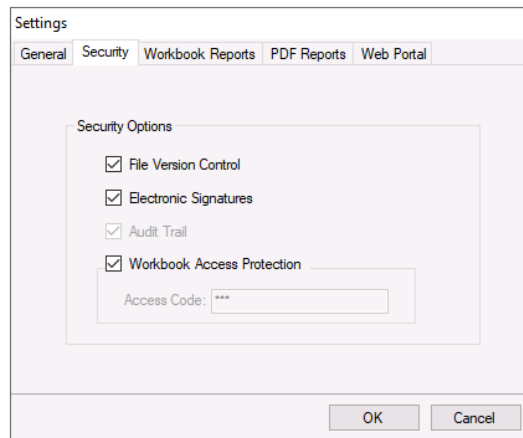 Settings
General Security Workbook Reports PDF Reports Web Portal
Security Options
File Version Control
Electronic Signatures
Audit Trail
Workbook Access Protection
Access Code: ***
OK Cancel